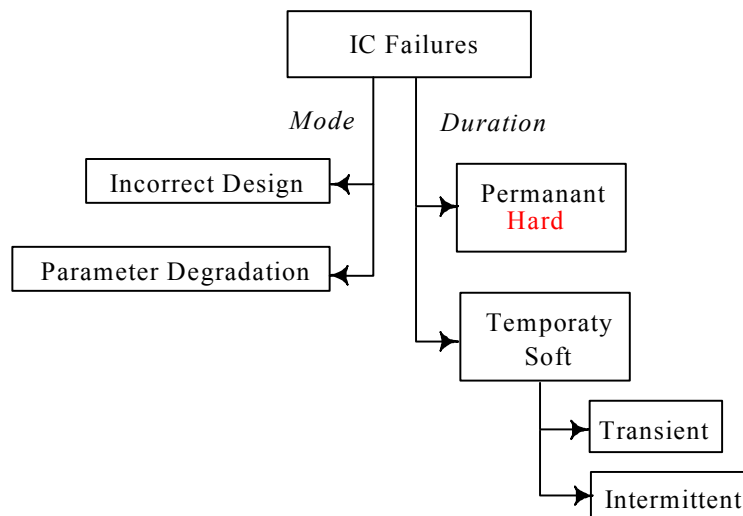 IC Failures
Mode
Duration
Incorrect Design
Permanant
Hard
Parameter Degradation
Temporaty
Soft
Transient
Intermittent